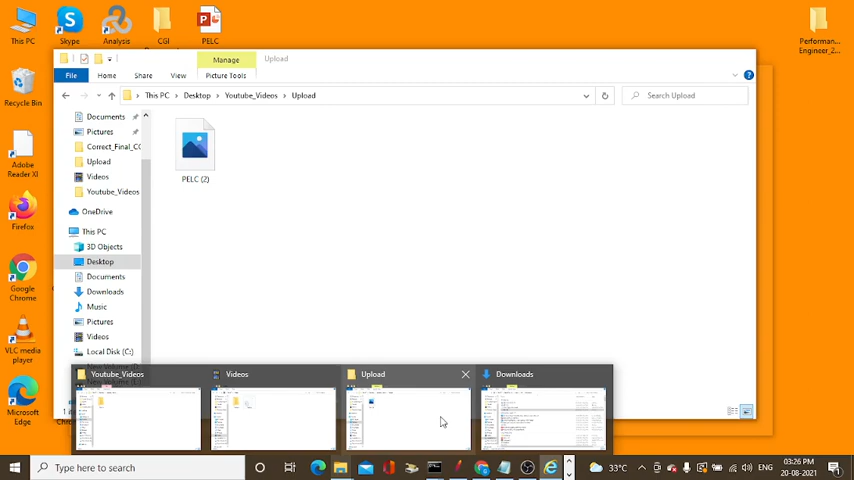 This PC
Skype
Analysis
CGI
PELC
Performan...
Engineer_2...
Recycle Bin
Adobe
Reader XI
Firefox
Google
Chrome
VLC media
player
Microsoft
Edge
Manage
Upload
File
Home
Share
View
Picture Tools
This PC
Desktop
Youtube_Videos
Upload
Search Upload
Documents
Pictures
Correct_Final_CG
Upload
Videos
Youtube_Videos
OneDrive
This PC
3D Objects
Desktop
Documents
Downloads
Music
Pictures
Videos
Local Disk (C:)
PELC (2)
Youtube_Videos
Videos
Upload
Downloads
Type here to search
33°C
ENG
03:26 PM
20-08-2021